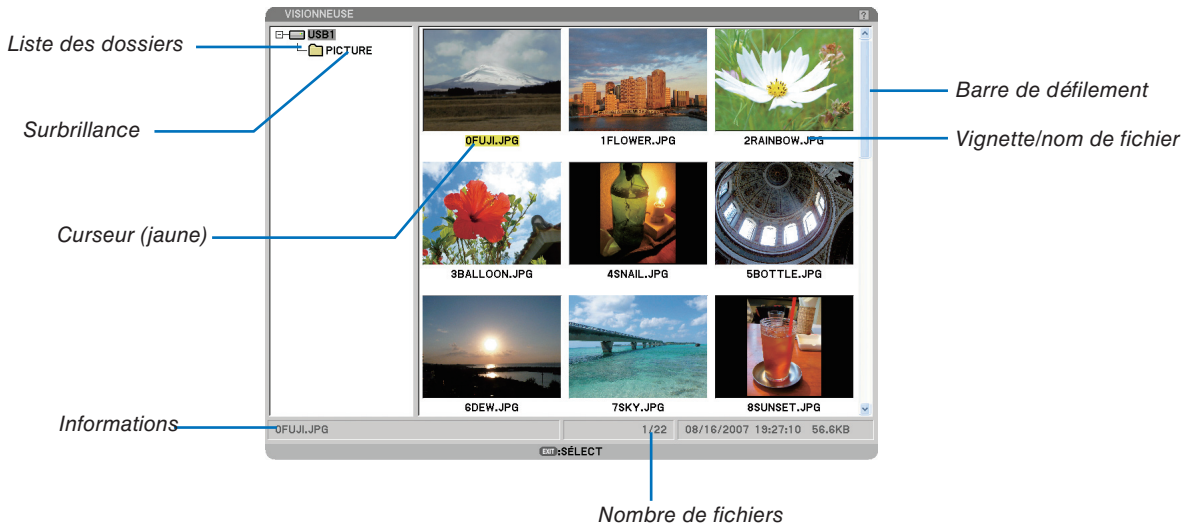 VISIONNEUSE
?
Liste des dossiers
USB1
PICTURE
Surbrillance
Barre de défilement
Vignette/nom de fichier
0FUJI.JPG 1FLOWER.JPG 2RAINBOW.JPG
Curseur (jaune)
3BALLOON.JPG 4SNAIL.JPG 5BOTTLE.JPG
6DEW.JPG 7SKY.JPG 8SUNSET.JPG
Informations
0FUJI.JPG 1/22 08/16/2007 19:27:10 56.6KB
EXIT:SÉLECT
Nombre de fichiers